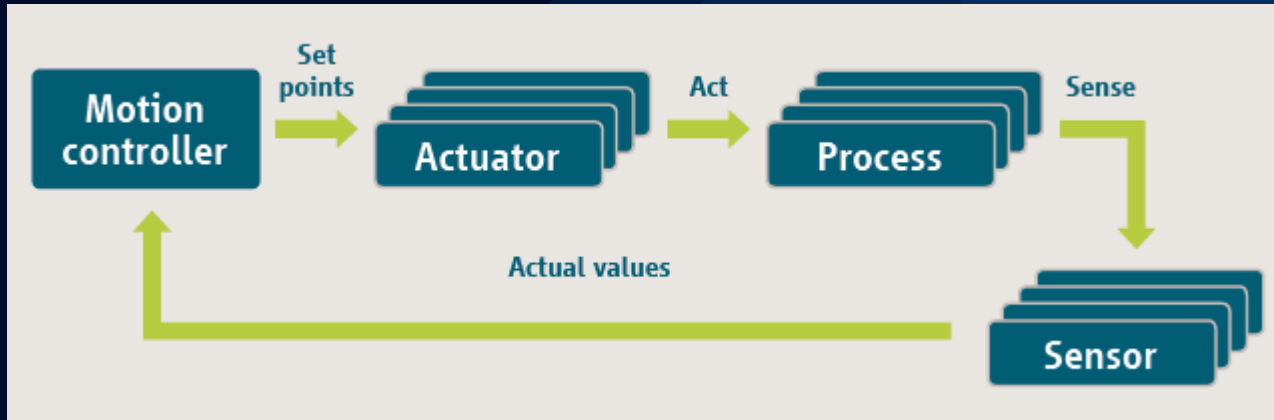 Set
points
Motion
controller
Actuator
Act
Process
Sense
Actual values
Sensor